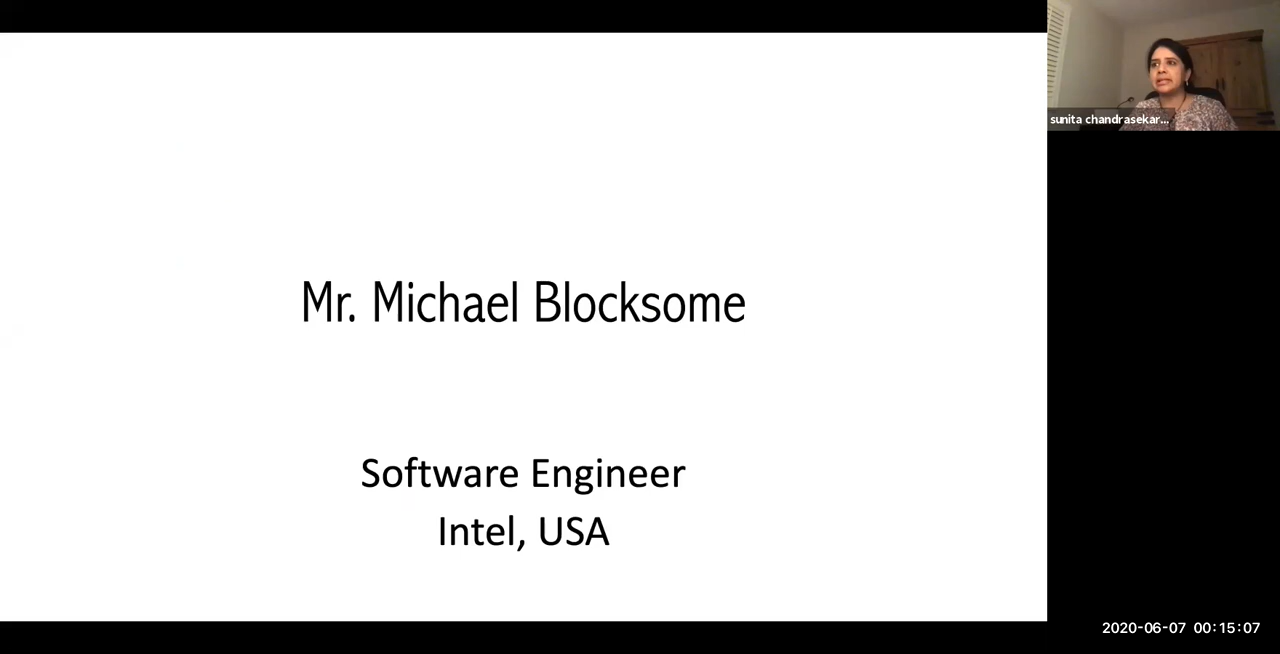 Mr. Michael Blocksome
Software Engineer
Intel, USA
sunita chandrasekar...
2020-06-07 00:15:07